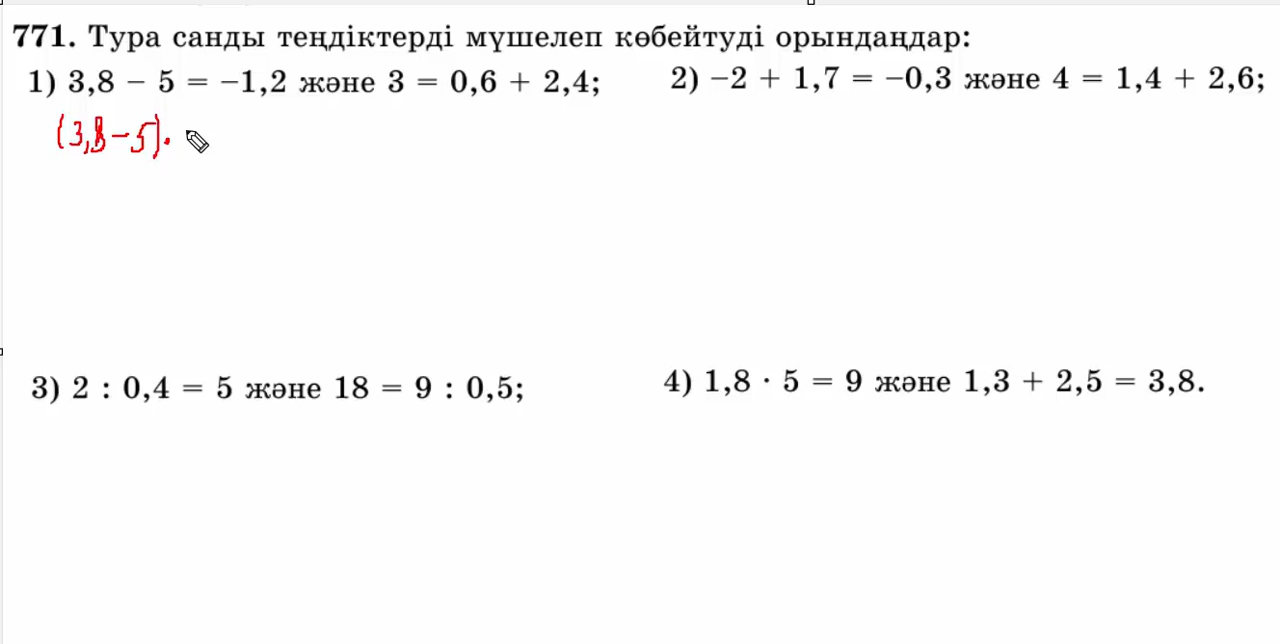 771. Тура санды теңдіктерді мүшелеп көбейтуді орындаңдар:
1) 3,8 − 5 = −1,2 және 3 = 0,6 + 2,4;
2) −2 + 1,7 = −0,3 және 4 = 1,4 + 2,6;
(3,8−5)·
3) 2 : 0,4 = 5 және 18 = 9 : 0,5;
4) 1,8 · 5 = 9 және 1,3 + 2,5 = 3,8.